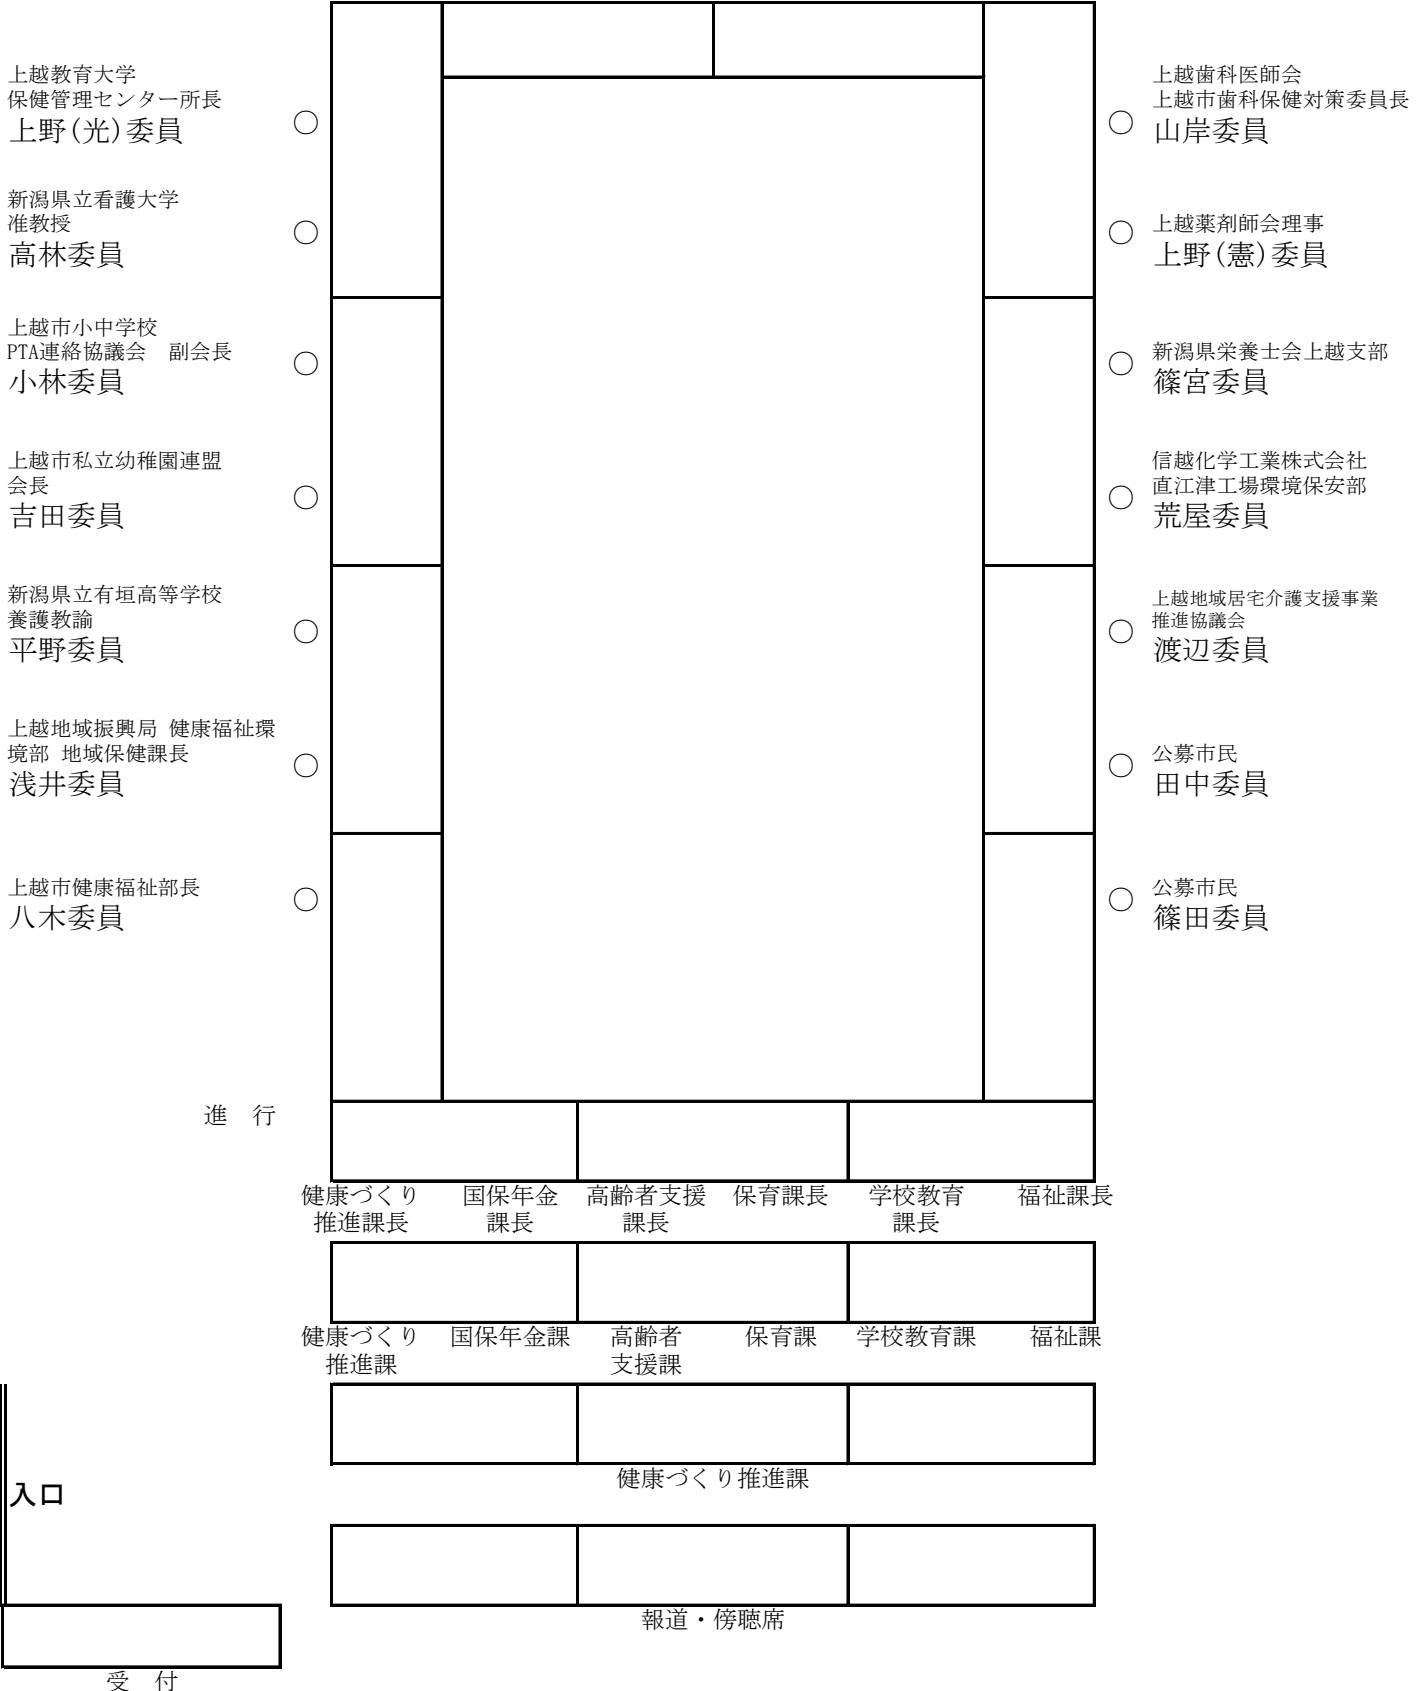 上越教育大学
保健管理センター所長
上野(光)委員
新潟県立看護大学
准教授
高林委員
上越市小中学校
PTA連絡協議会　副会長
小林委員
上越市私立幼稚園連盟
会長
吉田委員
新潟県立有垣高等学校
養護教諭
平野委員
上越地域振興局 健康福祉環
境部 地域保健課長
浅井委員
上越市健康福祉部長
八木委員
上越歯科医師会
上越市歯科保健対策委員長
山岸委員
上越薬剤師会理事
上野(憲)委員
新潟県栄養士会上越支部
篠宮委員
信越化学工業株式会社
直江津工場環境保安部
荒屋委員
上越地域居宅介護支援事業
推進協議会
渡辺委員
公募市民
田中委員
公募市民
篠田委員
進　行
健康づくり
推進課長
国保年金
課長
高齢者支援
課長
保育課長
学校教育
課長
福祉課長
健康づくり
推進課
国保年金課
高齢者
支援課
保育課
学校教育課
福祉課
健康づくり推進課
入口
報道・傍聴席
受　付